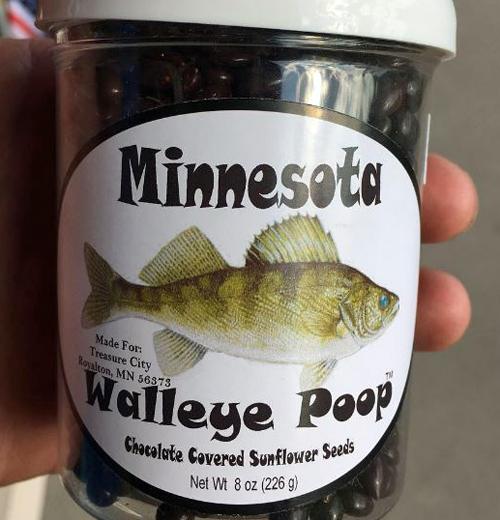 Minnesota
Made For:
Treasure City
Royalton, MN 56373
Walleye Poop™
Chocolate Covered Sunflower Seeds
Net Wt 8 oz (226 g)